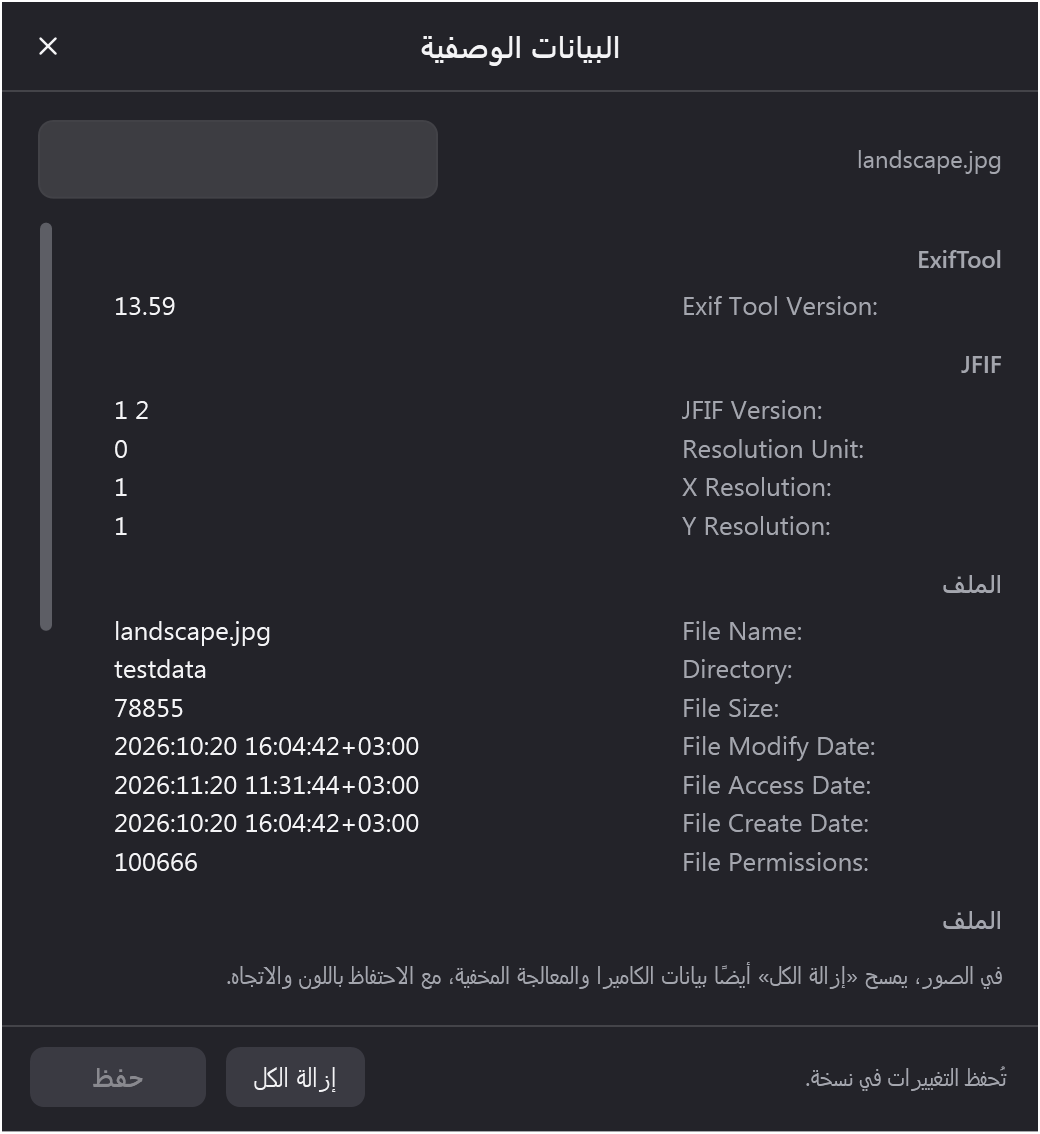 البيانات الوصفية
landscape.jpg
ExifTool
Exif Tool Version: 13.59
JFIF
JFIF Version: 1 2
Resolution Unit: 0
X Resolution: 1
Y Resolution: 1
الملف
File Name: landscape.jpg
Directory: testdata
File Size: 78855
File Modify Date: 2026:10:20 16:04:42+03:00
File Access Date: 2026:11:20 11:31:44+03:00
File Create Date: 2026:10:20 16:04:42+03:00
File Permissions: 100666
الملف
في الصور، يمسح «إزالة الكل» أيضًا بيانات الكاميرا والمعالجة المخفية، مع الاحتفاظ باللون والاتجاه.
تُحفظ التغييرات في نسخة.
إزالة الكل
حفظ